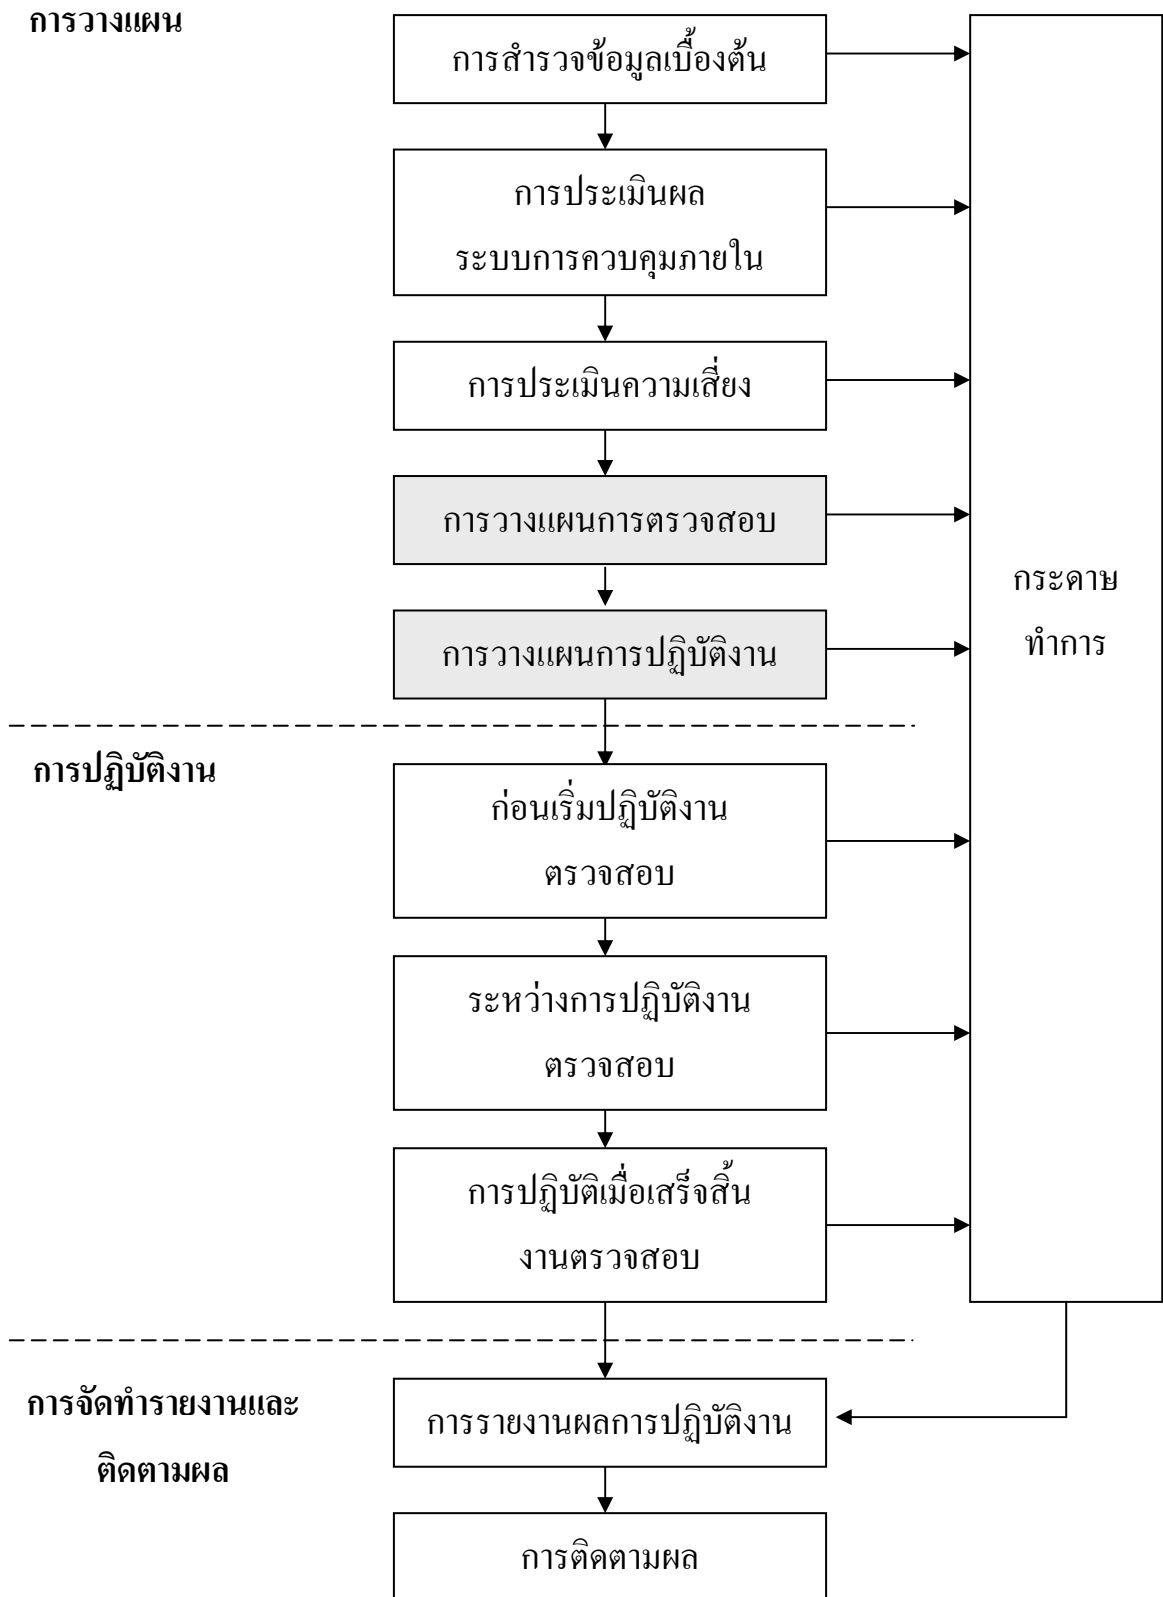 การวางแผน
การสำรวจข้อมูลเบื้องต้น
การประเมินผล
ระบบการควบคุมภายใน
การประเมินความเสี่ยง
การวางแผนการตรวจสอบ
การวางแผนการปฏิบัติงาน
กระดาษ
ทำการ
การปฏิบัติงาน
ก่อนเริ่มปฏิบัติงาน
ตรวจสอบ
ระหว่างการปฏิบัติงาน
ตรวจสอบ
การปฏิบัติเมื่อเสร็จสิ้น
งานตรวจสอบ
การจัดทำรายงานและ
ติดตามผล
การรายงานผลการปฏิบัติงาน
การติดตามผล